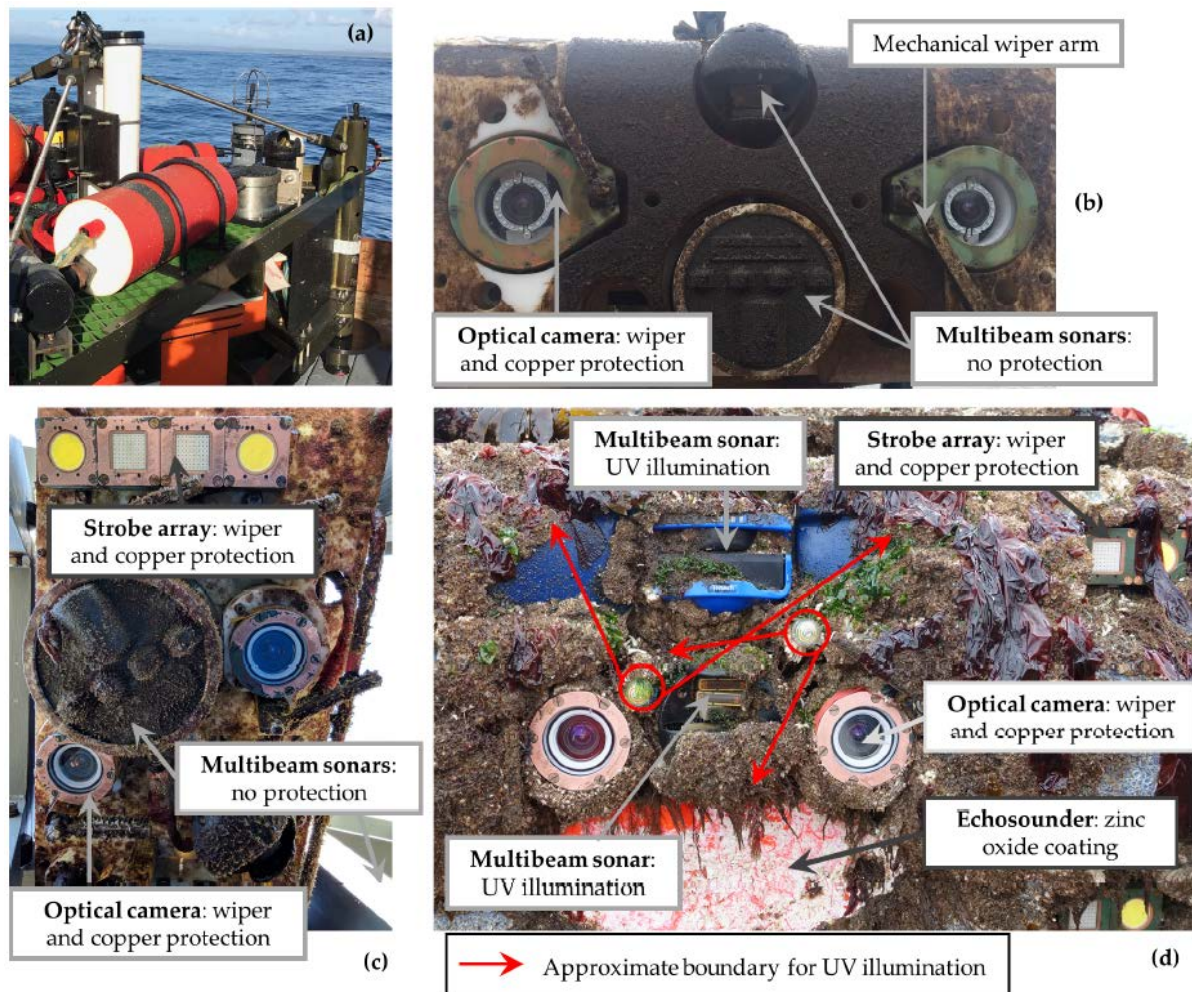 (a)
Mechanical wiper arm
(b)
Optical camera: wiper
and copper protection
Multibeam sonars:
no protection
Strobe array: wiper
and copper protection
Multibeam sonars:
no protection
Optical camera: wiper
and copper protection
(c)
Multibeam sonar:
UV illumination
Strobe array: wiper
and copper protection
Optical camera: wiper
and copper protection
Echosounder: zinc
oxide coating
Multibeam sonar:
UV illumination
Approximate boundary for UV illumination
(d)